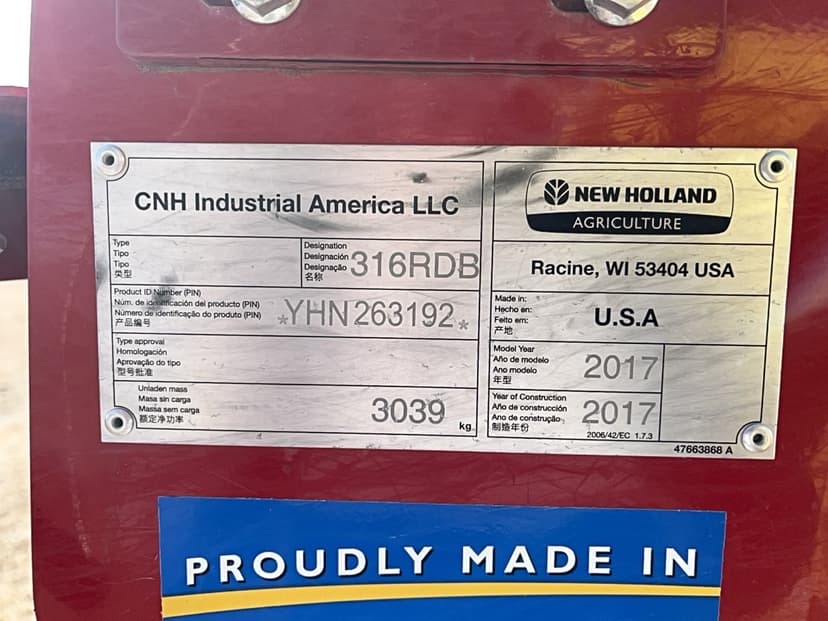 CNH Industrial America LLC
Type
Tipo
Tipo
类型
Designation
Designación
Designação
名称
316RDB
Product ID Number (PIN)
Núm. de identificación del producto (PIN)
Número de identificação do produto (PIN)
产品编号
*YHN263192*
Type approval
Homologación
Aprovação do tipo
型号批准
Unladen mass
Masa sin carga
Massa sem carga
额定净功率
3039
kg
NEW HOLLAND
AGRICULTURE
Racine, WI 53404 USA
Made in:
Hecho en:
Feito em:
产地
U.S.A
Model Year
Año de modelo
Ano modelo
年型
2017
Year of Construction
Año de construcción
Ano de construção
制造年份
2017
2006/42/EC 1.7.3
47663868 A
PROUDLY MADE IN